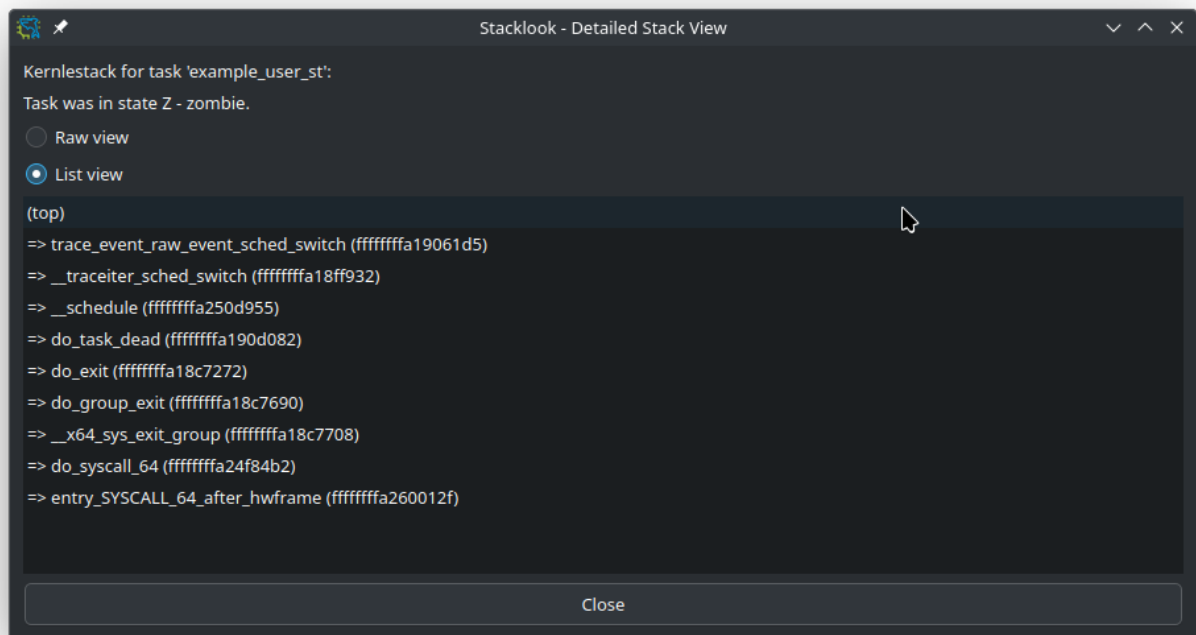 Stacklook - Detailed Stack View
Kernlestack for task 'example_user_st':
Task was in state Z - zombie.
Raw view
List view
(top)
=> trace_event_raw_event_sched_switch (ffffffffa19061d5)
=> __traceiter_sched_switch (ffffffffa18ff932)
=> __schedule (ffffffffa250d955)
=> do_task_dead (ffffffffa190d082)
=> do_exit (ffffffffa18c7272)
=> do_group_exit (ffffffffa18c7690)
=> __x64_sys_exit_group (ffffffffa18c7708)
=> do_syscall_64 (ffffffffa24f84b2)
=> entry_SYSCALL_64_after_hwframe (ffffffffa260012f)
Close